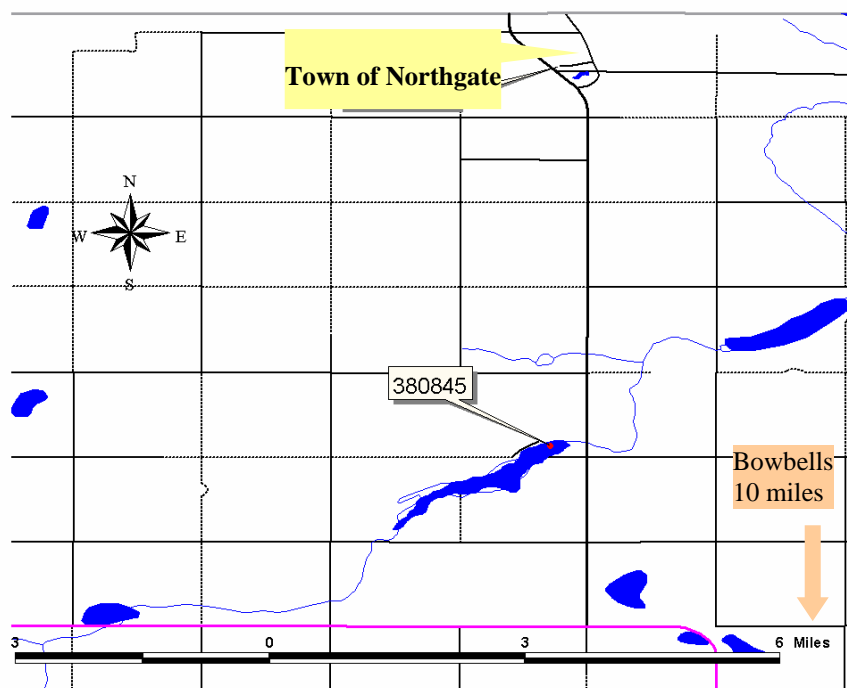 Town of Northgate
N
W E
S
380845
Bowbells
10 miles
3 0 3 6 Miles